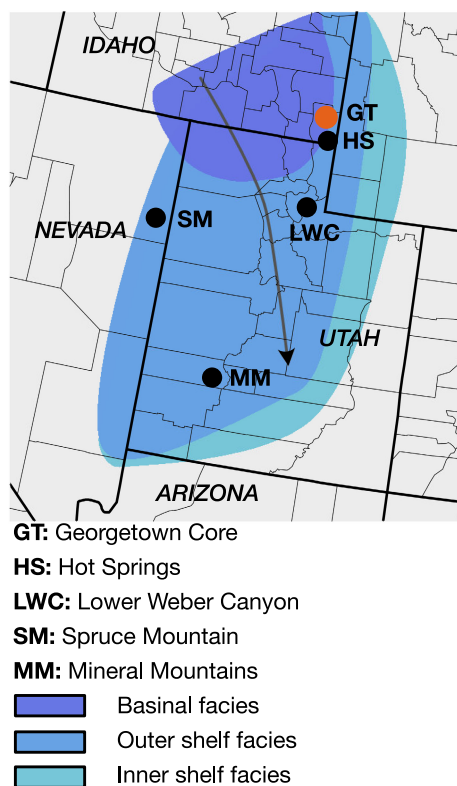 IDAHO
GT
HS
NEVADA
SM
LWC
UTAH
MM
ARIZONA
GT: Georgetown Core
HS: Hot Springs
LWC: Lower Weber Canyon
SM: Spruce Mountain
MM: Mineral Mountains
Basinal facies
Outer shelf facies
Inner shelf facies